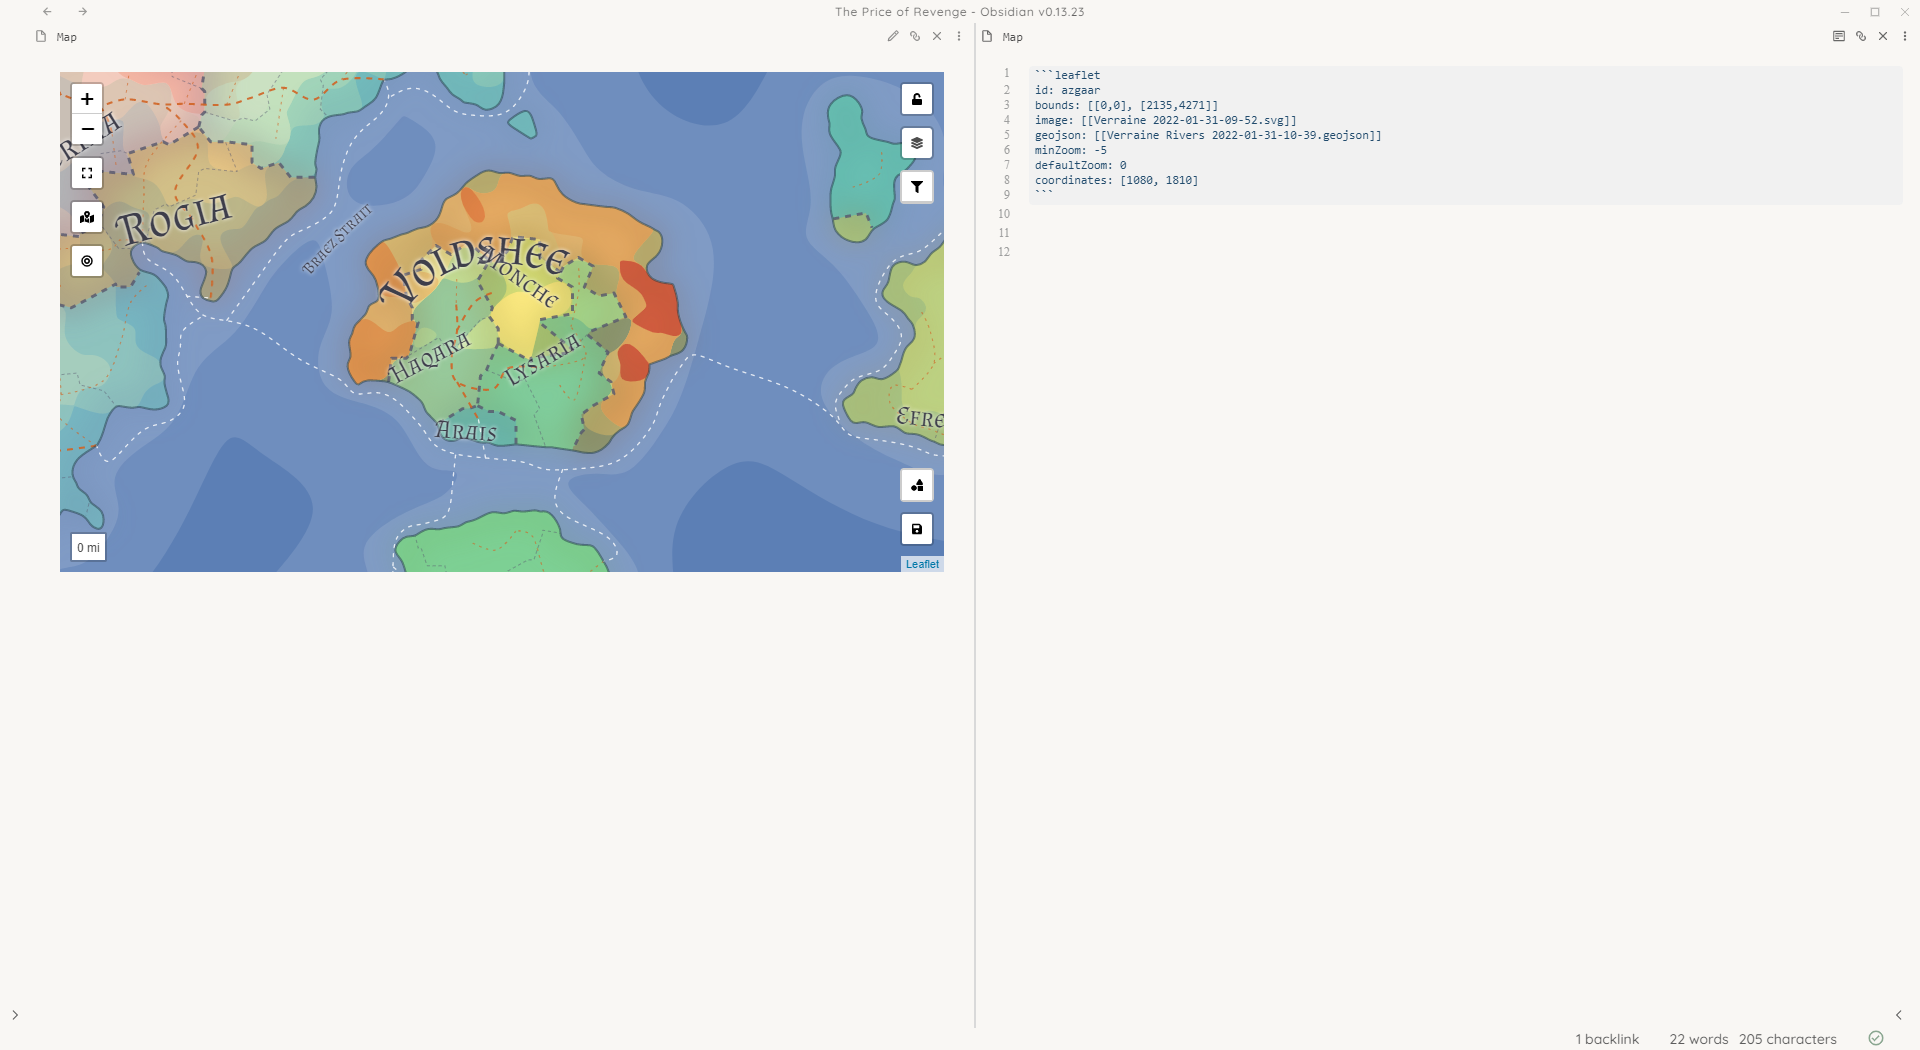 The Price of Revenge - Obsidian v0.13.23
Map
ROGIA
BRAEZ STRAIT
VOLDSHEE
MONCHE
HAQARA
LYSARIA
ARAIS
EFRE
0 mi
Leaflet
Map
1 ```leaflet
2 id: azgaar
3 bounds: [[0,0], [2135,4271]]
4 image: [[Verraine 2022-01-31-09-52.svg]]
5 geojson: [[Verraine Rivers 2022-01-31-10-39.geojson]]
6 minZoom: -5
7 defaultZoom: 0
8 coordinates: [1080, 1810]
9 ```
10
11
12
1 backlink 22 words 205 characters